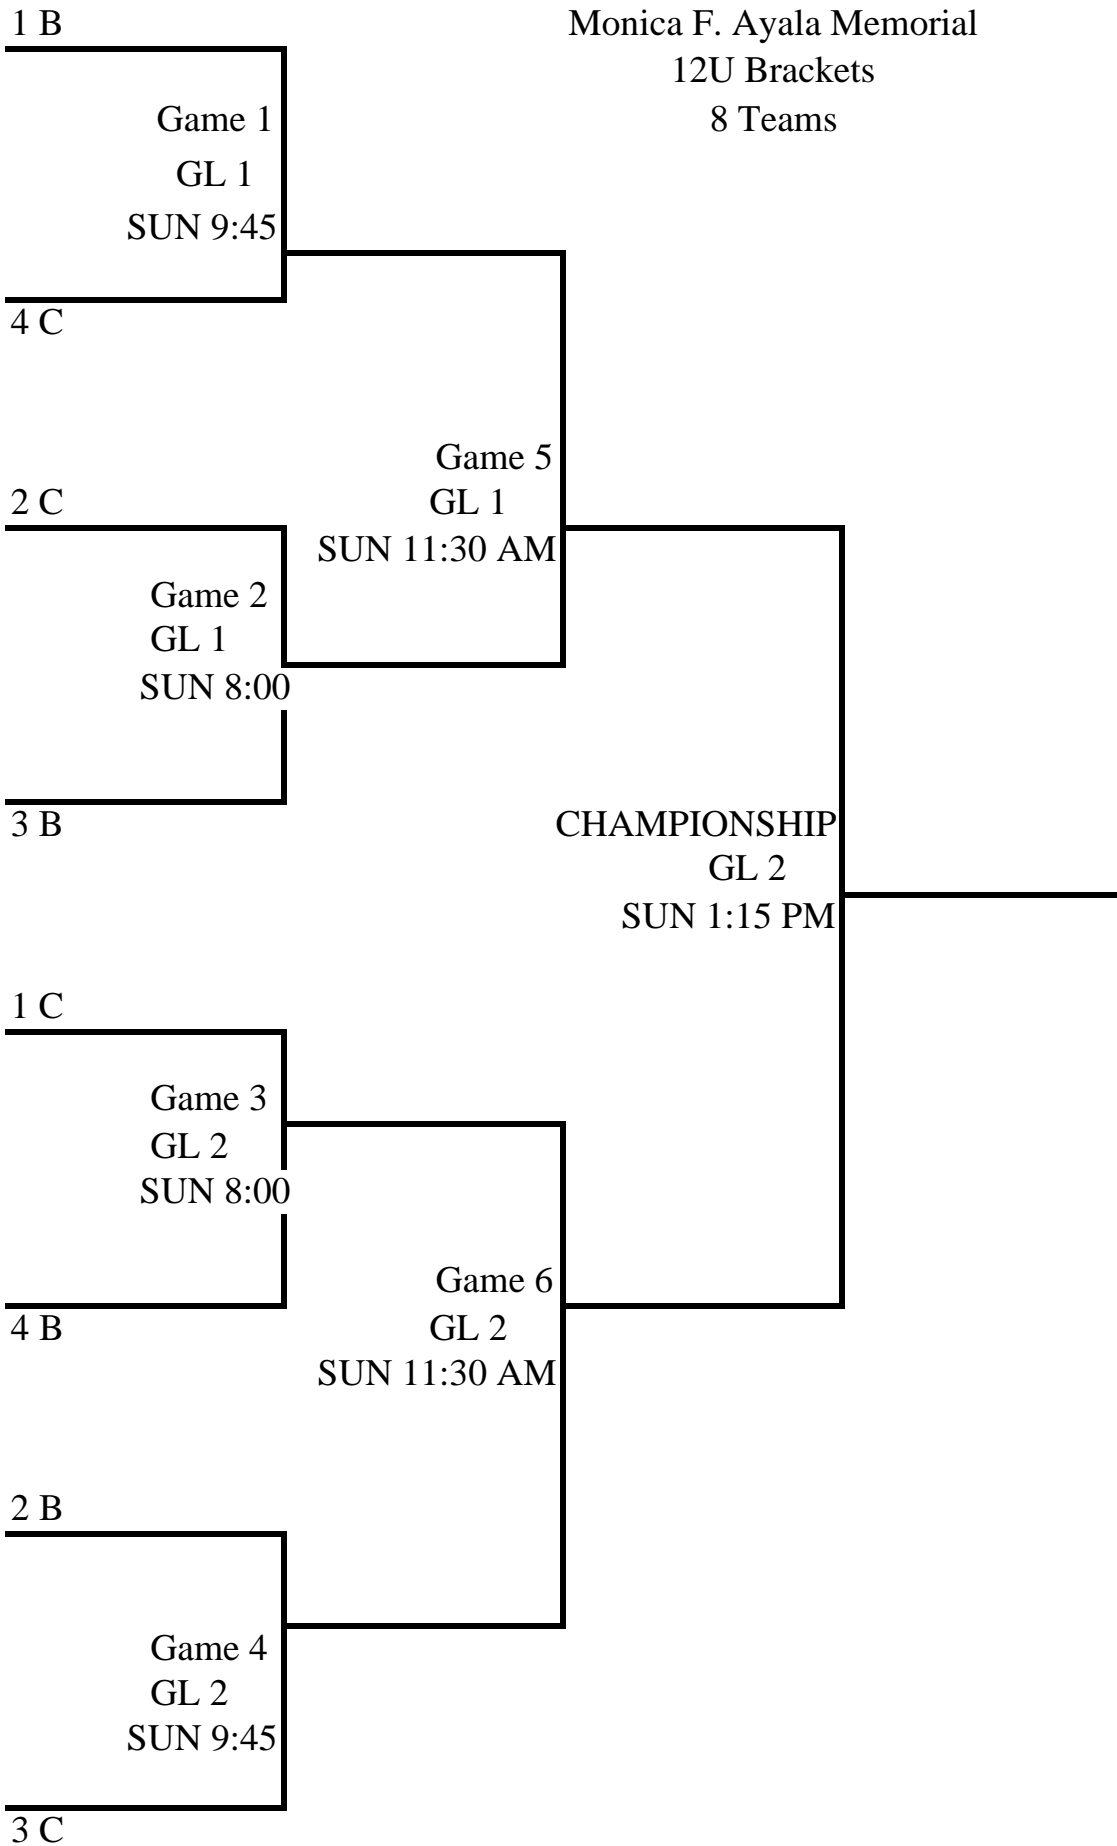 1 B
Monica F. Ayala Memorial
12U Brackets
8 Teams
Game 1
GL 1
SUN 9:45
4 C
Game 5
GL 1
SUN 11:30 AM
2 C
Game 2
GL 1
SUN 8:00
3 B
CHAMPIONSHIP
GL 2
SUN 1:15 PM
1 C
Game 3
GL 2
SUN 8:00
4 B
Game 6
GL 2
SUN 11:30 AM
2 B
Game 4
GL 2
SUN 9:45
3 C